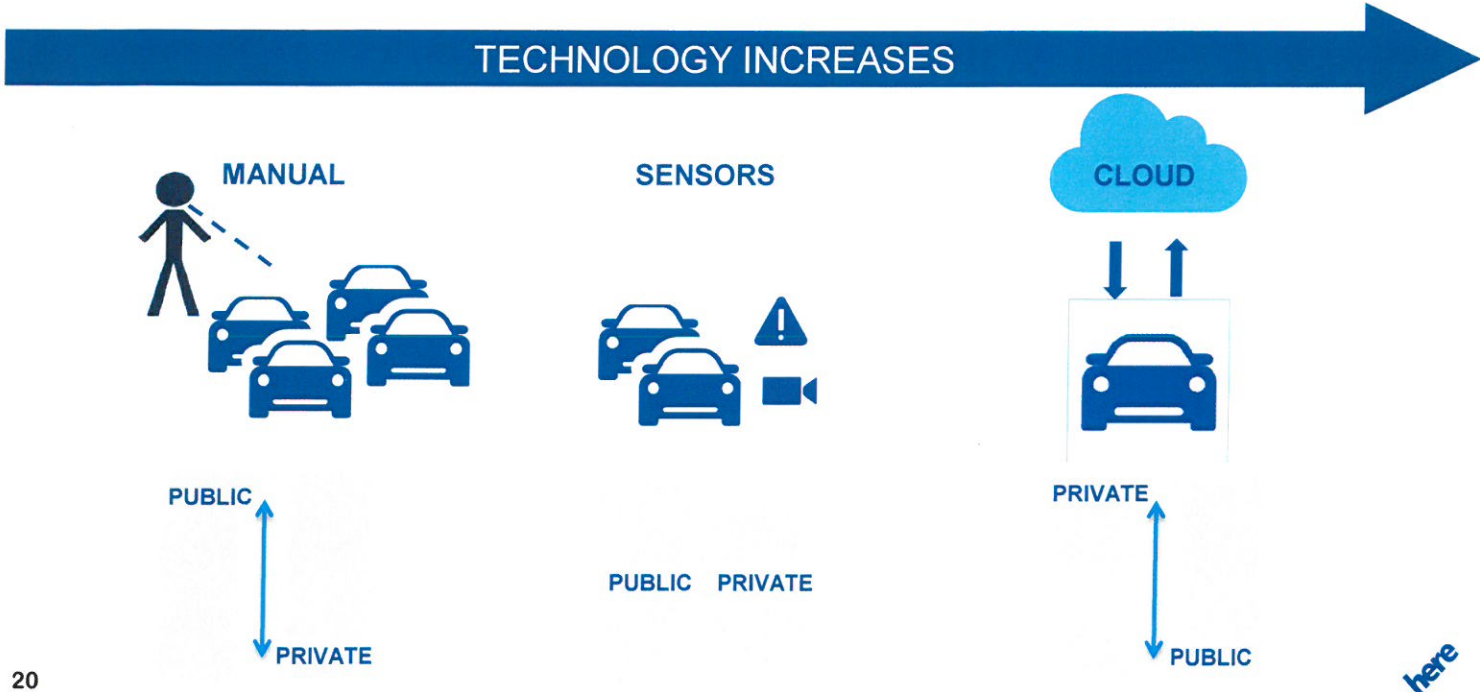 TECHNOLOGY INCREASES
MANUAL
SENSORS
CLOUD
PUBLIC
PRIVATE
PUBLIC PRIVATE
PRIVATE
PUBLIC
20
here